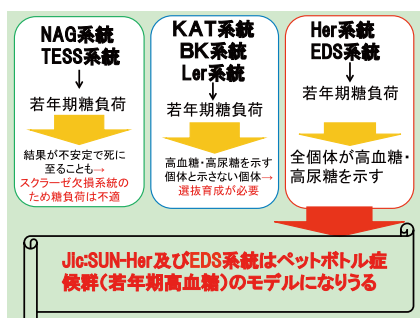 NAG系統
TESS系統
若年期糖負荷
結果が不安定で死に
至ることも→
スクラーゼ欠損系統の
ため糖負荷は不適
KAT系統
BK系統
Ler系統
若年期糖負荷
高血糖・高尿糖を示す
個体と示さない個体→
選抜育成が必要
Her系統
EDS系統
若年期糖負荷
全個体が高血糖・
高尿糖を示す
Jic:SUN-Her及びEDS系統はペットボトル症
候群(若年期高血糖)のモデルになりうる